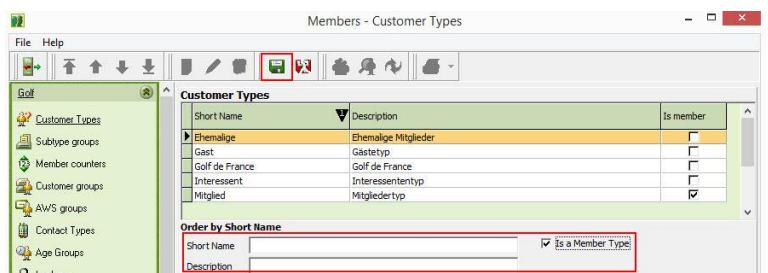 Members - Customer Types
File Help
Golf
Customer Types
Subtype groups
Member counters
Customer groups
AWS groups
Contact Types
Age Groups
Customer Types
Short Name Description Is member
Ehemalige Ehemalige Mitglieder
Gast Gästetyp
Golf de France Golf de France
Interessent Interessententyp
Mitglied Mitgliedertyp
Order by Short Name
Short Name Is a Member Type
Description